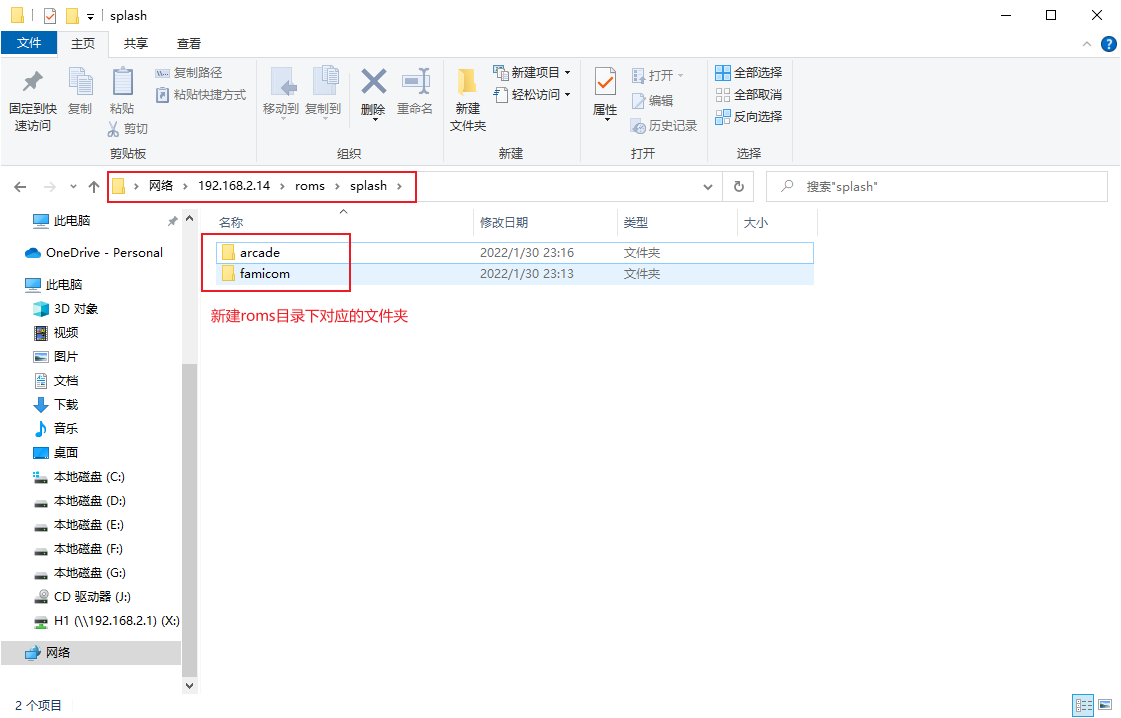 splash
文件 主页 共享 查看
固定到快速访问
复制
粘贴
复制路径
粘贴快捷方式
剪切
剪贴板
移动到
复制到
删除
重命名
组织
新建
文件夹
新建项目
轻松访问
新建
属性
打开
编辑
历史记录
打开
全部选择
全部取消
反向选择
选择
网络 192.168.2.14 roms splash
搜索"splash"
此电脑
OneDrive - Personal
此电脑
3D 对象
视频
图片
文档
下载
音乐
桌面
本地磁盘 (C:)
本地磁盘 (D:)
本地磁盘 (E:)
本地磁盘 (F:)
本地磁盘 (G:)
CD 驱动器 (J:)
H1 (\\192.168.2.1) (X:)
网络
名称 修改日期 类型 大小
arcade 2022/1/30 23:16 文件夹
famicom 2022/1/30 23:13 文件夹
新建roms目录下对应的文件夹
2 个项目